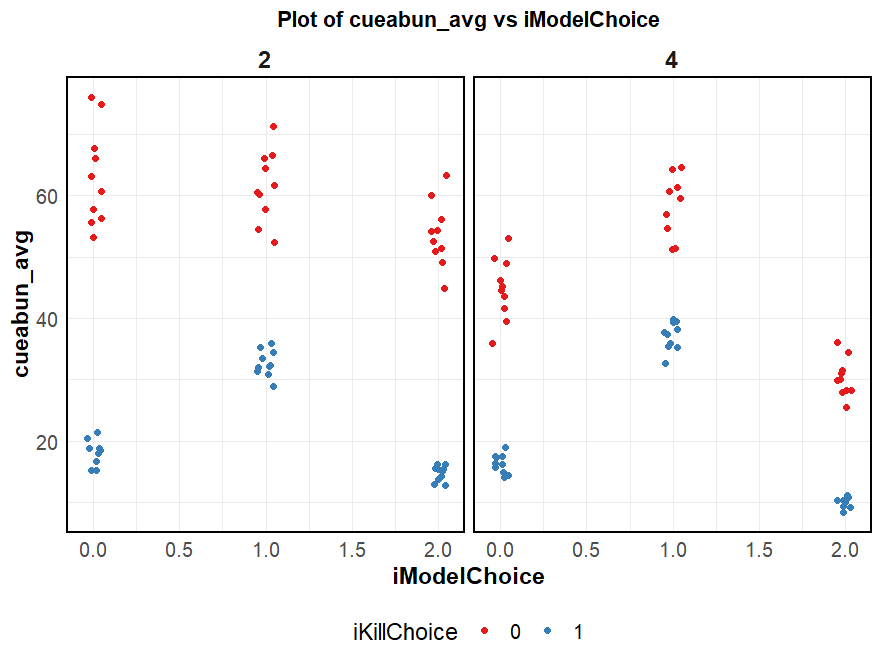 Plot of cueabun_avg vs iModelChoice
2 4
cueabun_avg
60
40
20
0.0 0.5 1.0 1.5 2.0 0.0 0.5 1.0 1.5 2.0
iModelChoice
iKillChoice 0 1